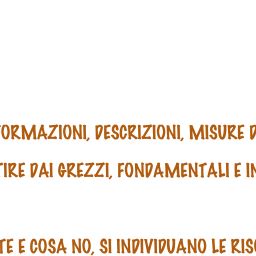 FORMAZIONI, DESCRIZIONI, MISURE D
TIRE DAI GREZZI, FONDAMENTALI E IN
TE E COSA NO, SI INDIVIDUANO LE RISO